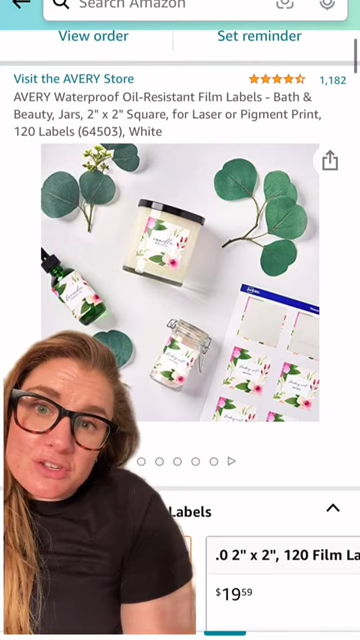 Search Amazon
View order
Set reminder
Visit the AVERY Store
1,182
AVERY Waterproof Oil-Resistant Film Labels - Bath &
Beauty, Jars, 2" x 2" Square, for Laser or Pigment Print,
120 Labels (64503), White
Labels
.0 2" x 2", 120 Film La
$1959